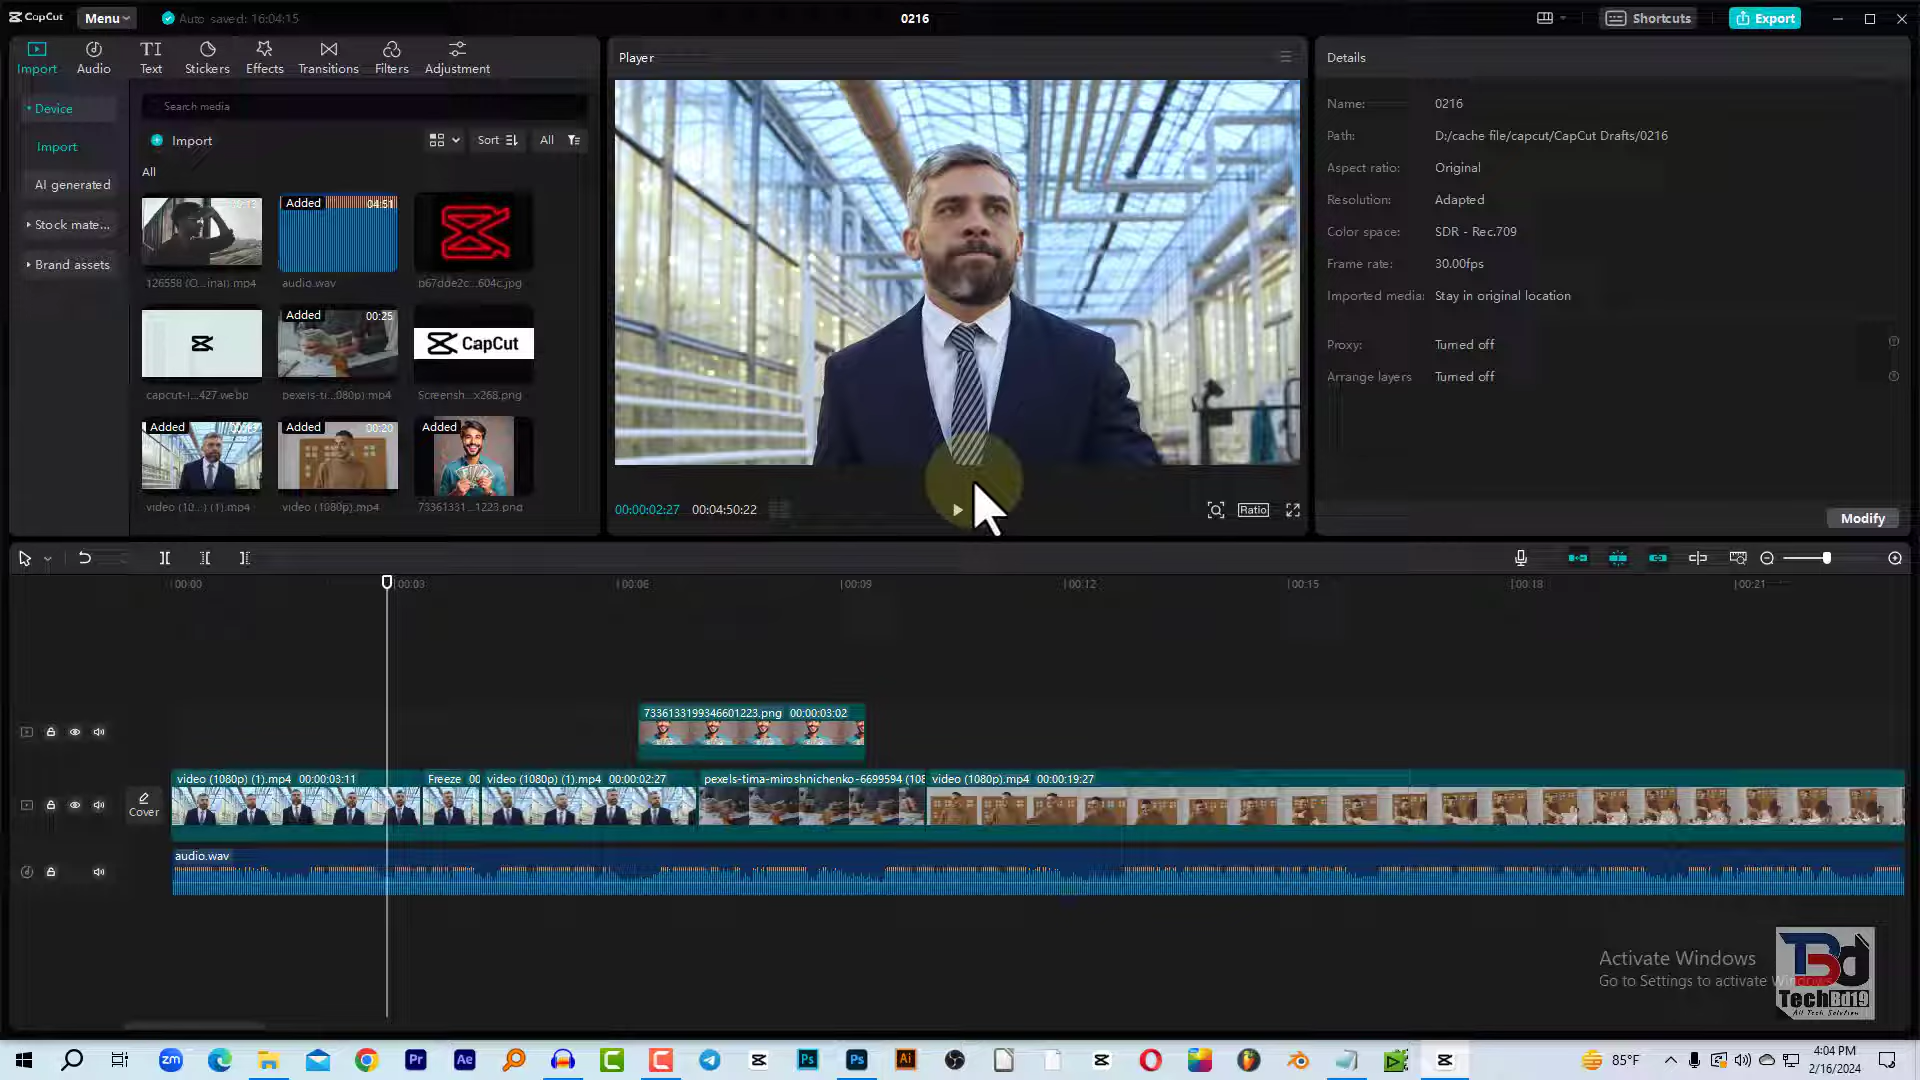 CapCut
Menu
Auto saved: 16:04:15
0216
Shortcuts
Export
Import
Audio
TI
Text
Stickers
Effects
Transitions
Filters
Adjustment
Player
Details
Device
Import
AI generated
Stock mate...
Brand assets
Search media
Import
Sort
All
All
126558 (O...inal).mp4
Added
04:51
audio.wav
p67dde2c...604c.jpg
capcut-l...427.webp
Added
00:25
pexels-ti...080p).mp4
CapCut
Screensh...x268.png
Added
video (10...) (1).mp4
Added
00:20
video (1080p).mp4
Added
73361331...1223.png
00:00:02:27
00:04:50:22
Ratio
Name:
0216
Path:
D:/cache file/capcut/CapCut Drafts/0216
Aspect ratio:
Original
Resolution:
Adapted
Color space:
SDR - Rec.709
Frame rate:
30.00fps
Imported media:
Stay in original location
Proxy:
Turned off
Arrange layers
Turned off
Modify
00:00
00:03
00:06
00:09
00:12
00:15
00:18
00:21
7336133199346601223.png 00:00:03:02
Cover
video (1080p) (1).mp4 00:00:03:11
Freeze 00
video (1080p) (1).mp4 00:00:02:27
pexels-tima-miroshnichenko-6699594 (108
video (1080p).mp4 00:00:19:27
audio.wav
Activate Windows
Go to Settings to activate Windows.
TBd
TechBd19
All Tech Solution
zm
Pr
Ae
Ps
Ps
Ai
85°F
4:04 PM
2/16/2024